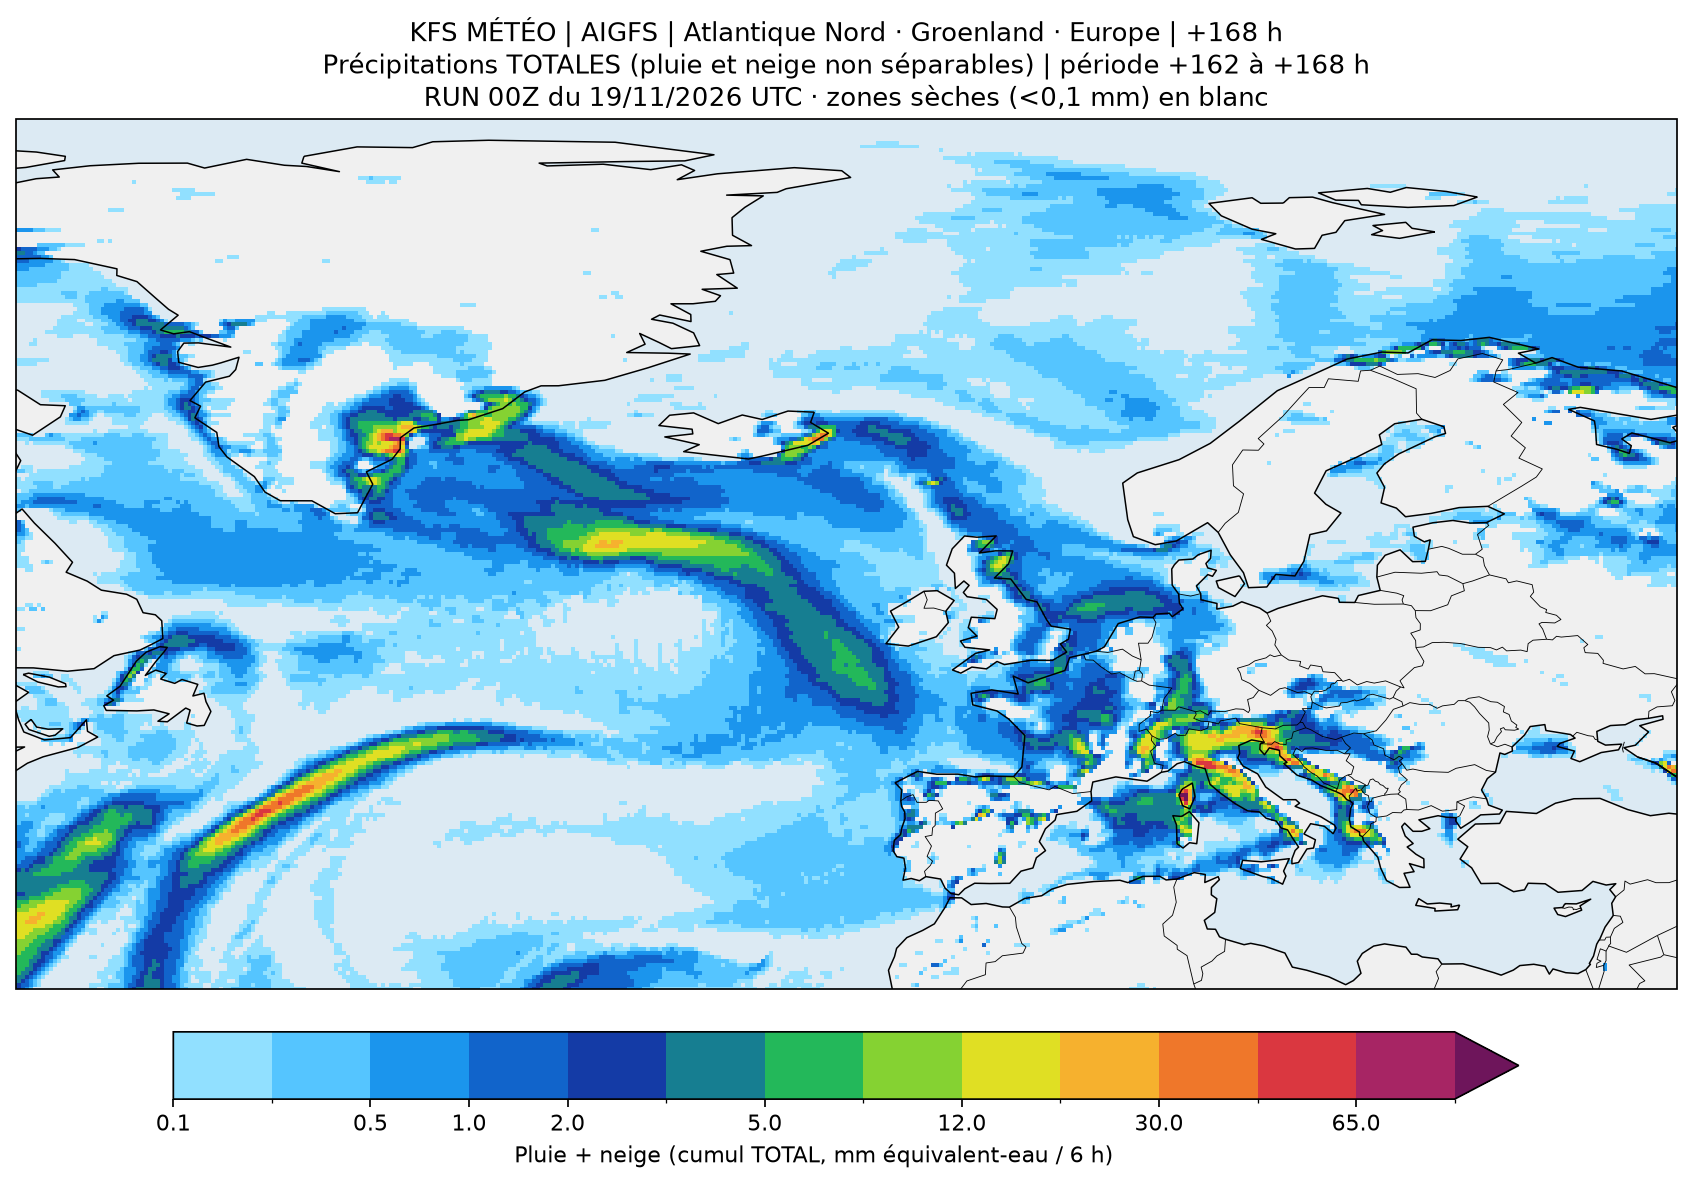 KFS MÉTÉO | AIGFS | Atlantique Nord · Groenland · Europe | +168 h
Précipitations TOTALES (pluie et neige non séparables) | période +162 à +168 h
RUN 00Z du 19/11/2026 UTC · zones sèches (<0,1 mm) en blanc
0.1 0.5 1.0 2.0 5.0 12.0 30.0 65.0
Pluie + neige (cumul TOTAL, mm équivalent-eau / 6 h)